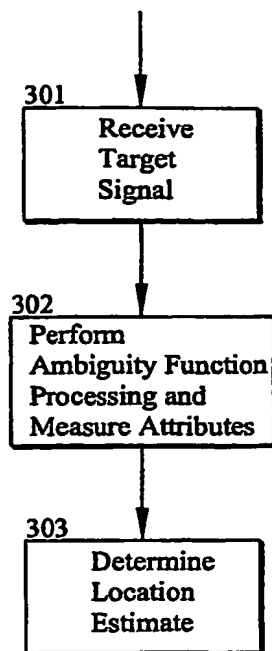 301
Receive
Target
Signal
302
Perform
Ambiguity Function
Processing and
Measure Attributes
303
Determine
Location
Estimate